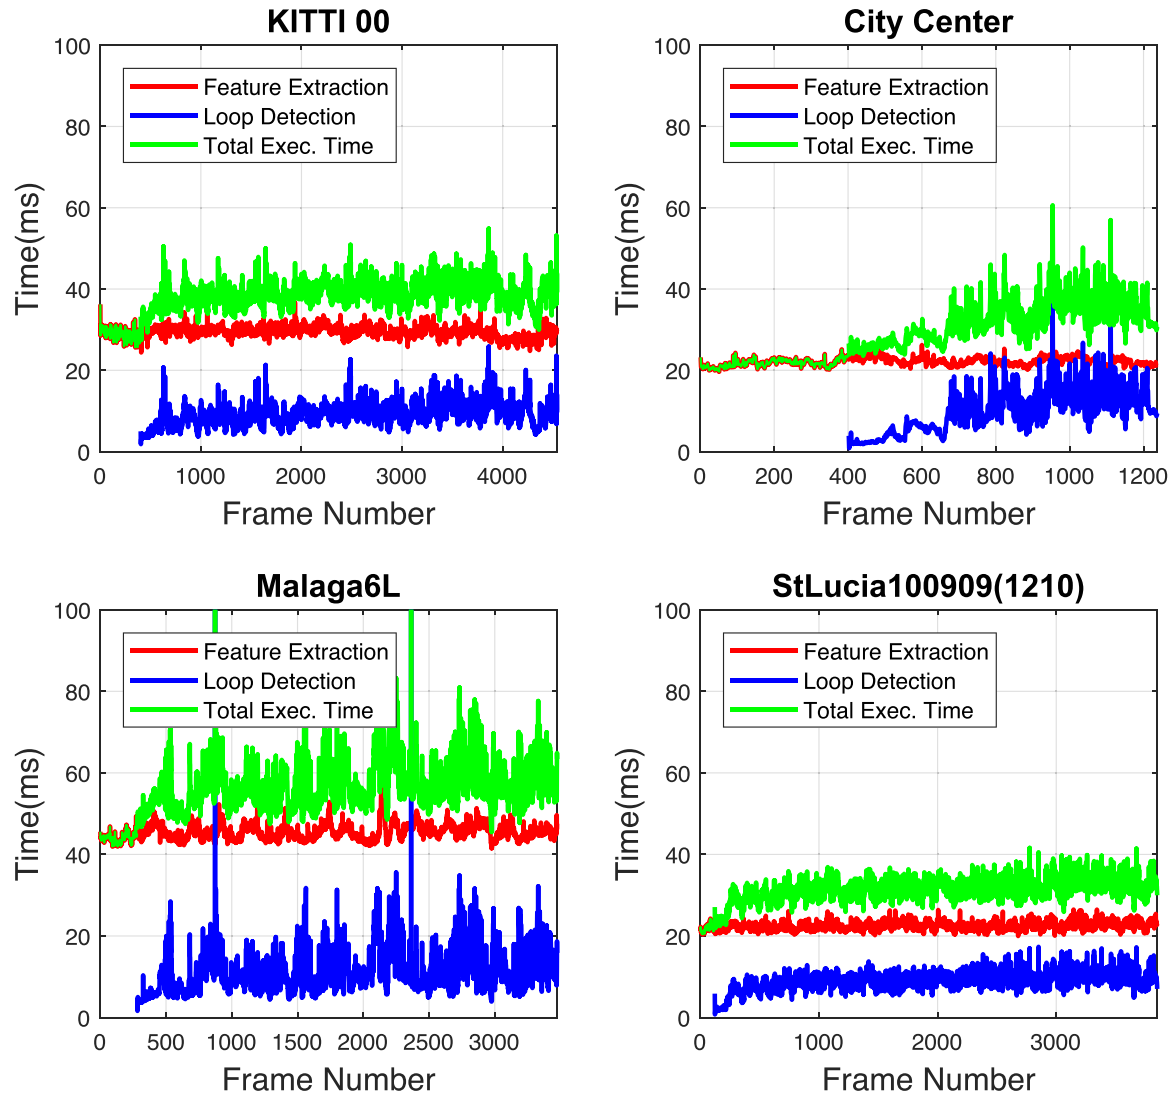 KITTI 00
100
80
60
40
20
0
Time(ms)
Feature Extraction
Loop Detection
Total Exec. Time
0 1000 2000 3000 4000
Frame Number
City Center
100
80
60
40
20
0
Time(ms)
Feature Extraction
Loop Detection
Total Exec. Time
0 200 400 600 800 1000 1200
Frame Number
Malaga6L
100
80
60
40
20
0
Time(ms)
Feature Extraction
Loop Detection
Total Exec. Time
0 500 1000 1500 2000 2500 3000
Frame Number
StLucia100909(1210)
100
80
60
40
20
0
Time(ms)
Feature Extraction
Loop Detection
Total Exec. Time
0 1000 2000 3000
Frame Number